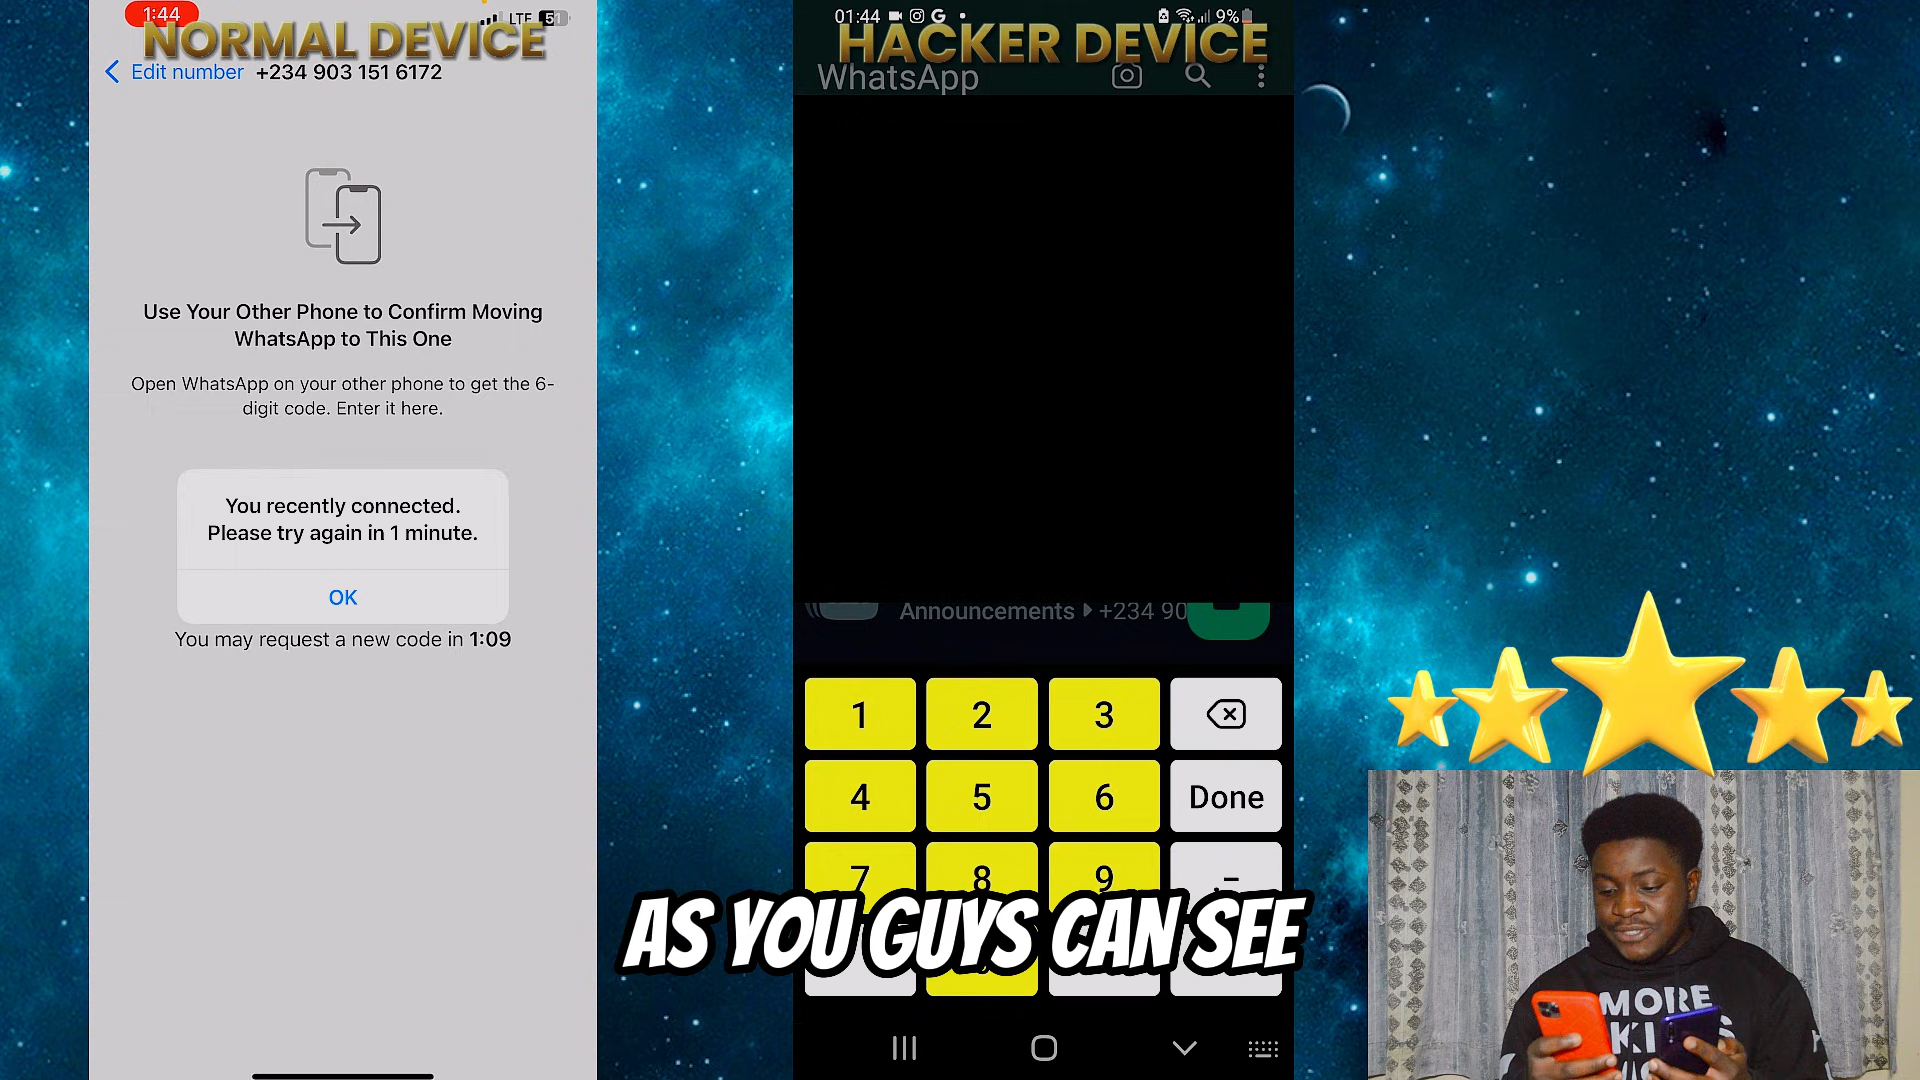 1:44
LTE
51
NORMAL DEVICE
Edit number
+234 903 151 6172
Use Your Other Phone to Confirm Moving
WhatsApp to This One
Open WhatsApp on your other phone to get the 6-
digit code. Enter it here.
You recently connected.
Please try again in 1 minute.
OK
You may request a new code in 1:09
01:44
9%
HACKER DEVICE
WhatsApp
Announcements
+234 90
1
2
3
4
5
6
Done
7
8
9
.-
AS YOU GUYS CAN SEE
MORE